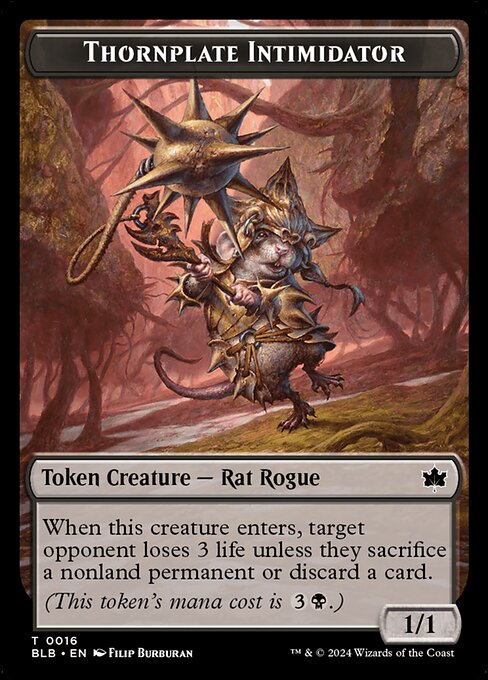 Thornplate Intimidator
Token Creature — Rat Rogue
When this creature enters, target
opponent loses 3 life unless they sacrifice
a nonland permanent or discard a card.
(This token's mana cost is 3.)
1/1
T 0016
BLB • EN Filip Burburan
™ & © 2024 Wizards of the Coast